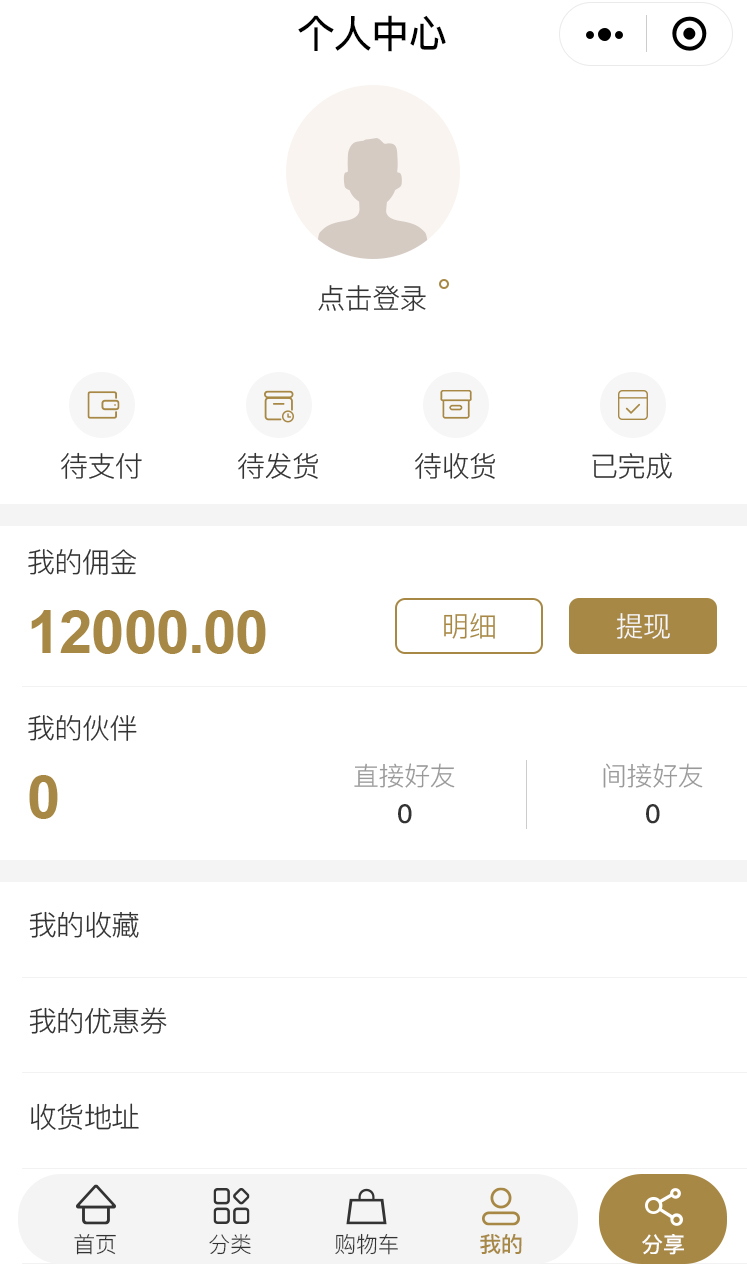 个人中心
点击登录
待支付 待发货 待收货 已完成
我的佣金
12000.00 明细 提现
我的伙伴
0 直接好友 间接好友
0 0
我的收藏
我的优惠券
收货地址
首页 分类 购物车 我的 分享